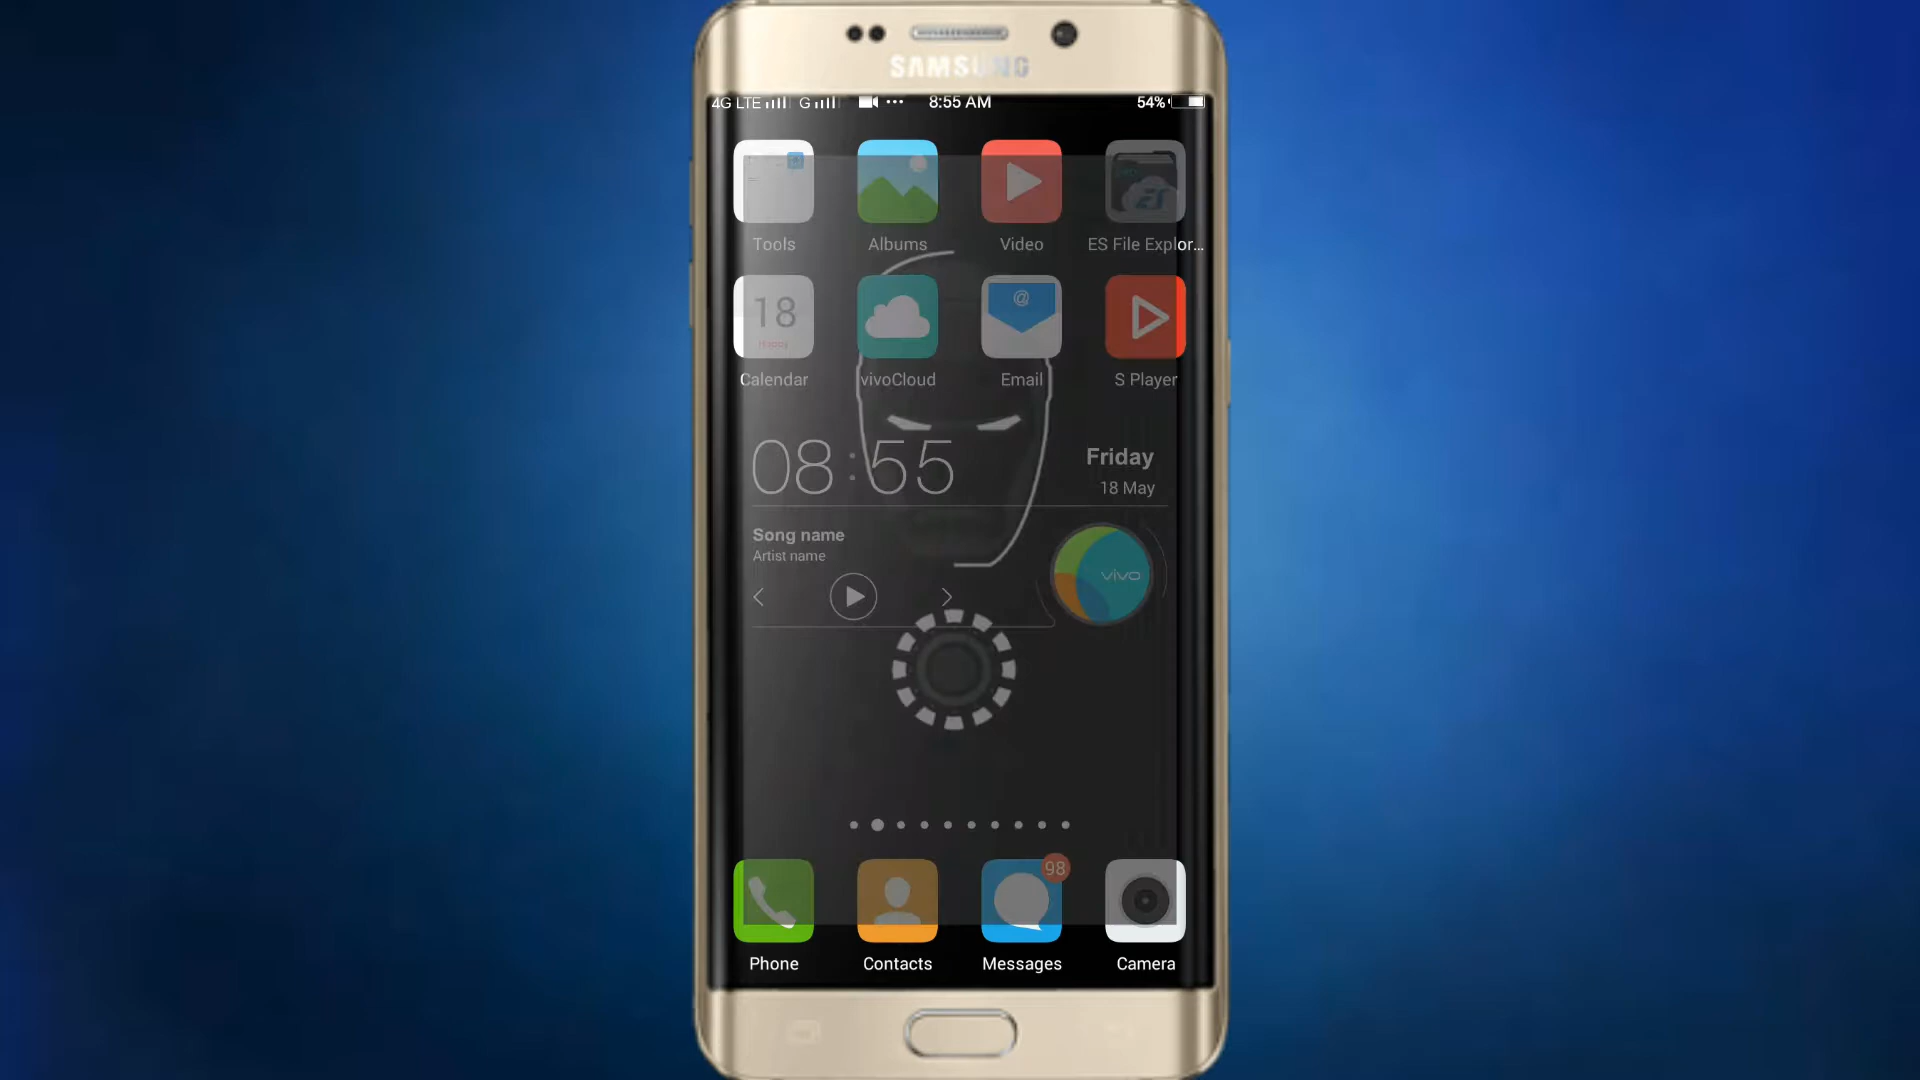 SAMSUNG
4G LTE G 8:55 AM 54%
Tools Albums Video ES File Explor...
18
Calendar vivoCloud Email S Player
08:55 Friday
18 May
Song name
Artist name
vivo
98
Phone Contacts Messages Camera